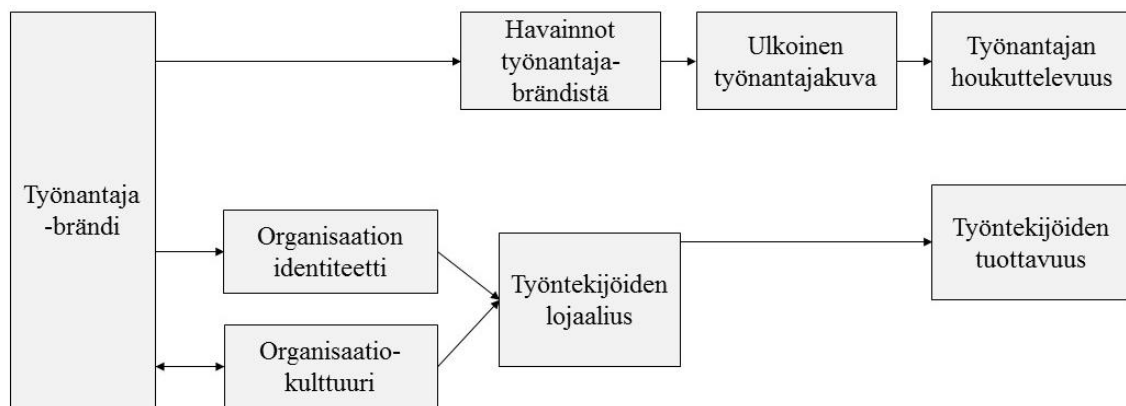 Havainnot
työnantaja-
brändistä
Ulkoinen
työnantajakuva
Työnantajan
houkuttelevuus
Työnantaja
-brändi
Organisaation
identiteetti
Organisaatio-
kulttuuri
Työntekijöiden
lojaalius
Työntekijöiden
tuottavuus